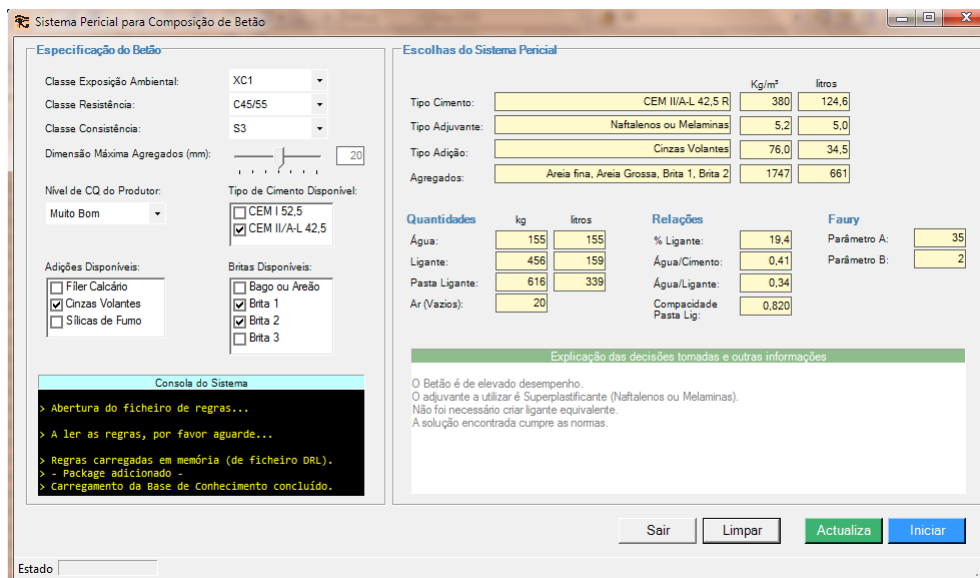 Sistema Pericial para Composição de Betão
Especificação do Betão
Classe Exposição Ambiental: XC1
Classe Resistência: C45/55
Classe Consistência: S3
Dimensão Máxima Agregados (mm): 20
Nível de CQ do Produtor:
Muito Bom
Tipo de Cimento Disponível:
CEM I 52,5
CEM II/A-L 42,5
Adições Disponíveis:
Fíler Calcário
Cinzas Volantes
Sílicas de Fumo
Britas Disponíveis:
Bago ou Areão
Brita 1
Brita 2
Brita 3
Consola do Sistema
> Abertura do ficheiro de regras...
> A ler as regras, por favor aguarde...
> Regras carregadas em memória (de ficheiro DRL).
> - Package adicionado -
> Carregamento da Base de Conhecimento concluído.
Escolhas do Sistema Pericial
Kg/m³ litros
Tipo Cimento: CEM II/A-L 42,5 R 380 124,6
Tipo Adjuvante: Naftalenos ou Melaminas 5,2 5,0
Tipo Adição: Cinzas Volantes 76,0 34,5
Agregados: Areia fina, Areia Grossa, Brita 1, Brita 2 1747 661
Quantidades kg litros
Água: 155 155
Ligante: 456 159
Pasta Ligante: 616 339
Ar (Vazios): 20
Relações
% Ligante: 19,4
Água/Cimento: 0,41
Água/Ligante: 0,34
Compacidade
Pasta Lig: 0,820
Faury
Parâmetro A: 35
Parâmetro B: 2
Explicação das decisões tomadas e outras informações
O Betão é de elevado desempenho.
O adjuvante a utilizar é Superplastificante (Naftalenos ou Melaminas).
Não foi necessário criar ligante equivalente.
A solução encontrada cumpre as normas.
Sair Limpar Actualiza Iniciar
Estado